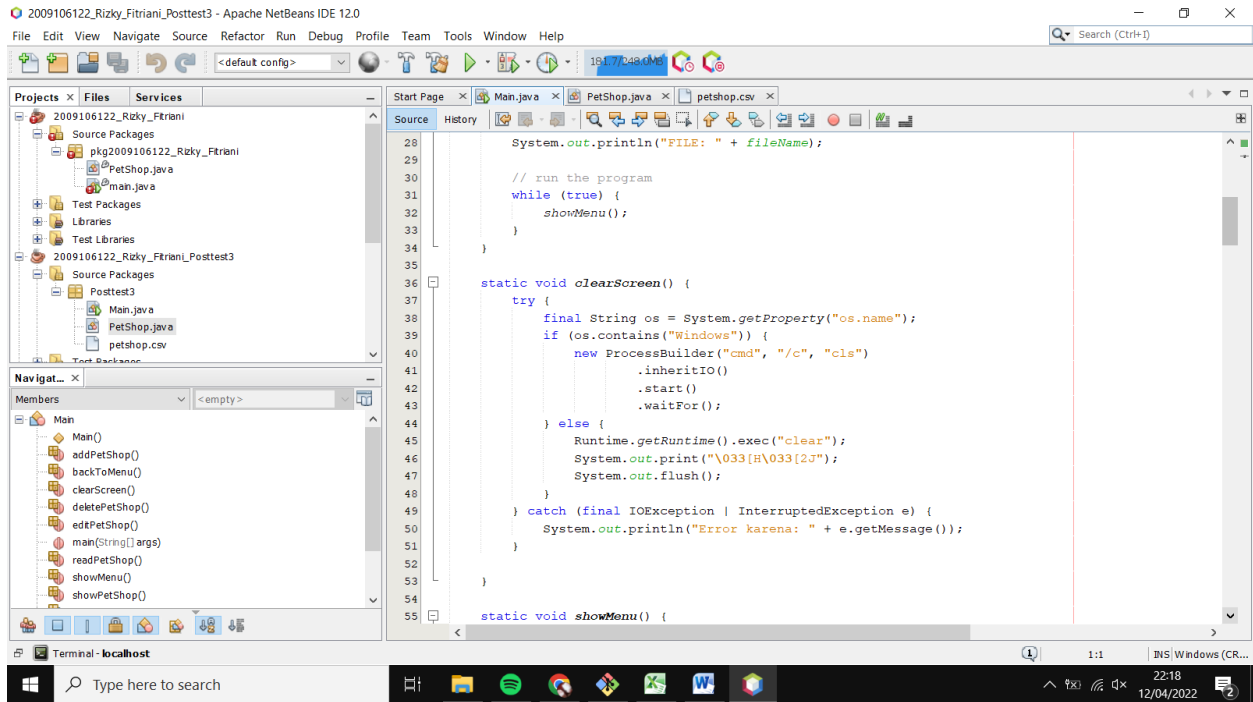 2009106122_Rizky_Fitriani_Posttest3 - Apache NetBeans IDE 12.0
File Edit View Navigate Source Refactor Run Debug Profile Team Tools Window Help
Search (Ctrl+I)
<default config>
181.7/248.0MB
Projects Files Services
2009106122_Rizky_Fitriani
Source Packages
pkg2009106122_Rizky_Fitriani
PetShop.java
main.java
Test Packages
Libraries
Test Libraries
2009106122_Rizky_Fitriani_Posttest3
Source Packages
Posttest3
Main.java
PetShop.java
petshop.csv
Test Packages
Navigat...
Members
<empty>
Main
Main()
addPetShop()
backToMenu()
clearScreen()
deletePetShop()
editPetShop()
main(String[] args)
readPetShop()
showMenu()
showPetShop()
Start Page Main.java PetShop.java petshop.csv
Source History
28 System.out.println("FILE: " + fileName);
29
30 // run the program
31 while (true) {
32 showMenu();
33 }
34 }
35
36 static void clearScreen() {
37 try {
38 final String os = System.getProperty("os.name");
39 if (os.contains("Windows")) {
40 new ProcessBuilder("cmd", "/c", "cls")
41 .inheritIO()
42 .start()
43 .waitFor();
44 } else {
45 Runtime.getRuntime().exec("clear");
46 System.out.print("\033[H\033[2J");
47 System.out.flush();
48 }
49 } catch (final IOException | InterruptedException e) {
50 System.out.println("Error karena: " + e.getMessage());
51 }
52
53 }
54
55 static void showMenu() {
Terminal - localhost
1
1:1
INS
Windows (CR...
Type here to search
22:18
12/04/2022
2